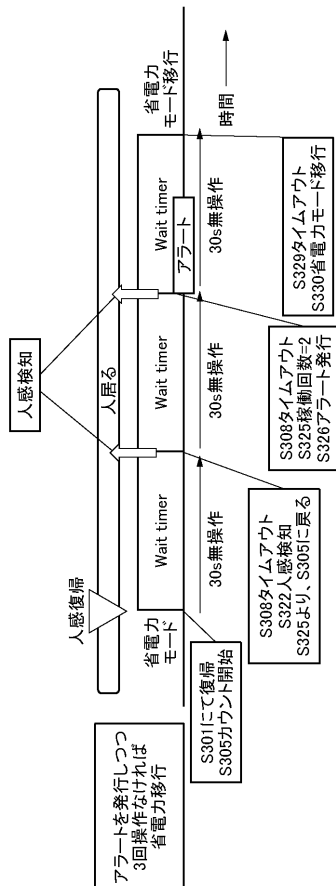 アラートを発行しつつ
3回操作なければ
省電力移行
人感復帰
人感検知
人居る
省電力
モード
Wait timer
Wait timer
Wait timer
省電力
モード移行
アラート
30s無操作
30s無操作
30s無操作
時間
S301にて復帰
S305カウント開始
S308タイムアウト
S322人感検知
S325より、S305に戻る
S308タイムアウト
S325稼働回数=2
S326アラート発行
S329タイムアウト
S330省電力モード移行